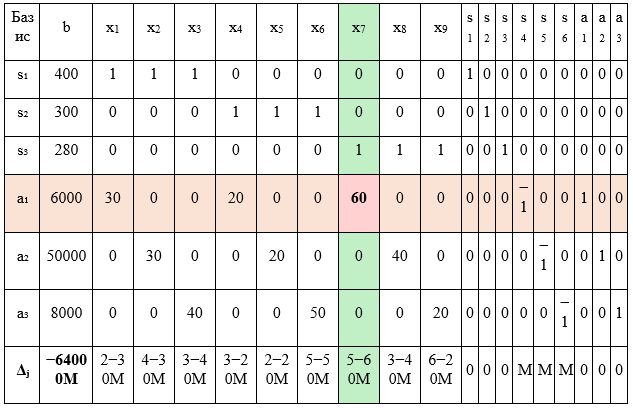 Базис b x₁ x₂ x₃ x₄ x₅ x₆ x₇ x₈ x₉ s1 s2 s3 s4 s5 s6 a1 a2 a3
s₁ 400 1 1 1 0 0 0 0 0 0 1 0 0 0 0 0 0 0 0
s₂ 300 0 0 0 1 1 1 0 0 0 0 1 0 0 0 0 0 0 0
s₃ 280 0 0 0 0 0 0 1 1 1 0 0 1 0 0 0 0 0 0
a₁ 6000 30 0 0 20 0 0 60 0 0 0 0 0 −1 0 0 1 0 0
a₂ 50000 0 30 0 0 20 0 0 40 0 0 0 0 0 −1 0 0 1 0
a₃ 8000 0 0 40 0 0 50 0 0 20 0 0 0 0 0 −1 0 0 1
Δⱼ −64000M 2−30M 4−30M 3−40M 3−20M 2−20M 5−50M 5−60M 3−40M 6−20M 0 0 0 M M M 0 0 0